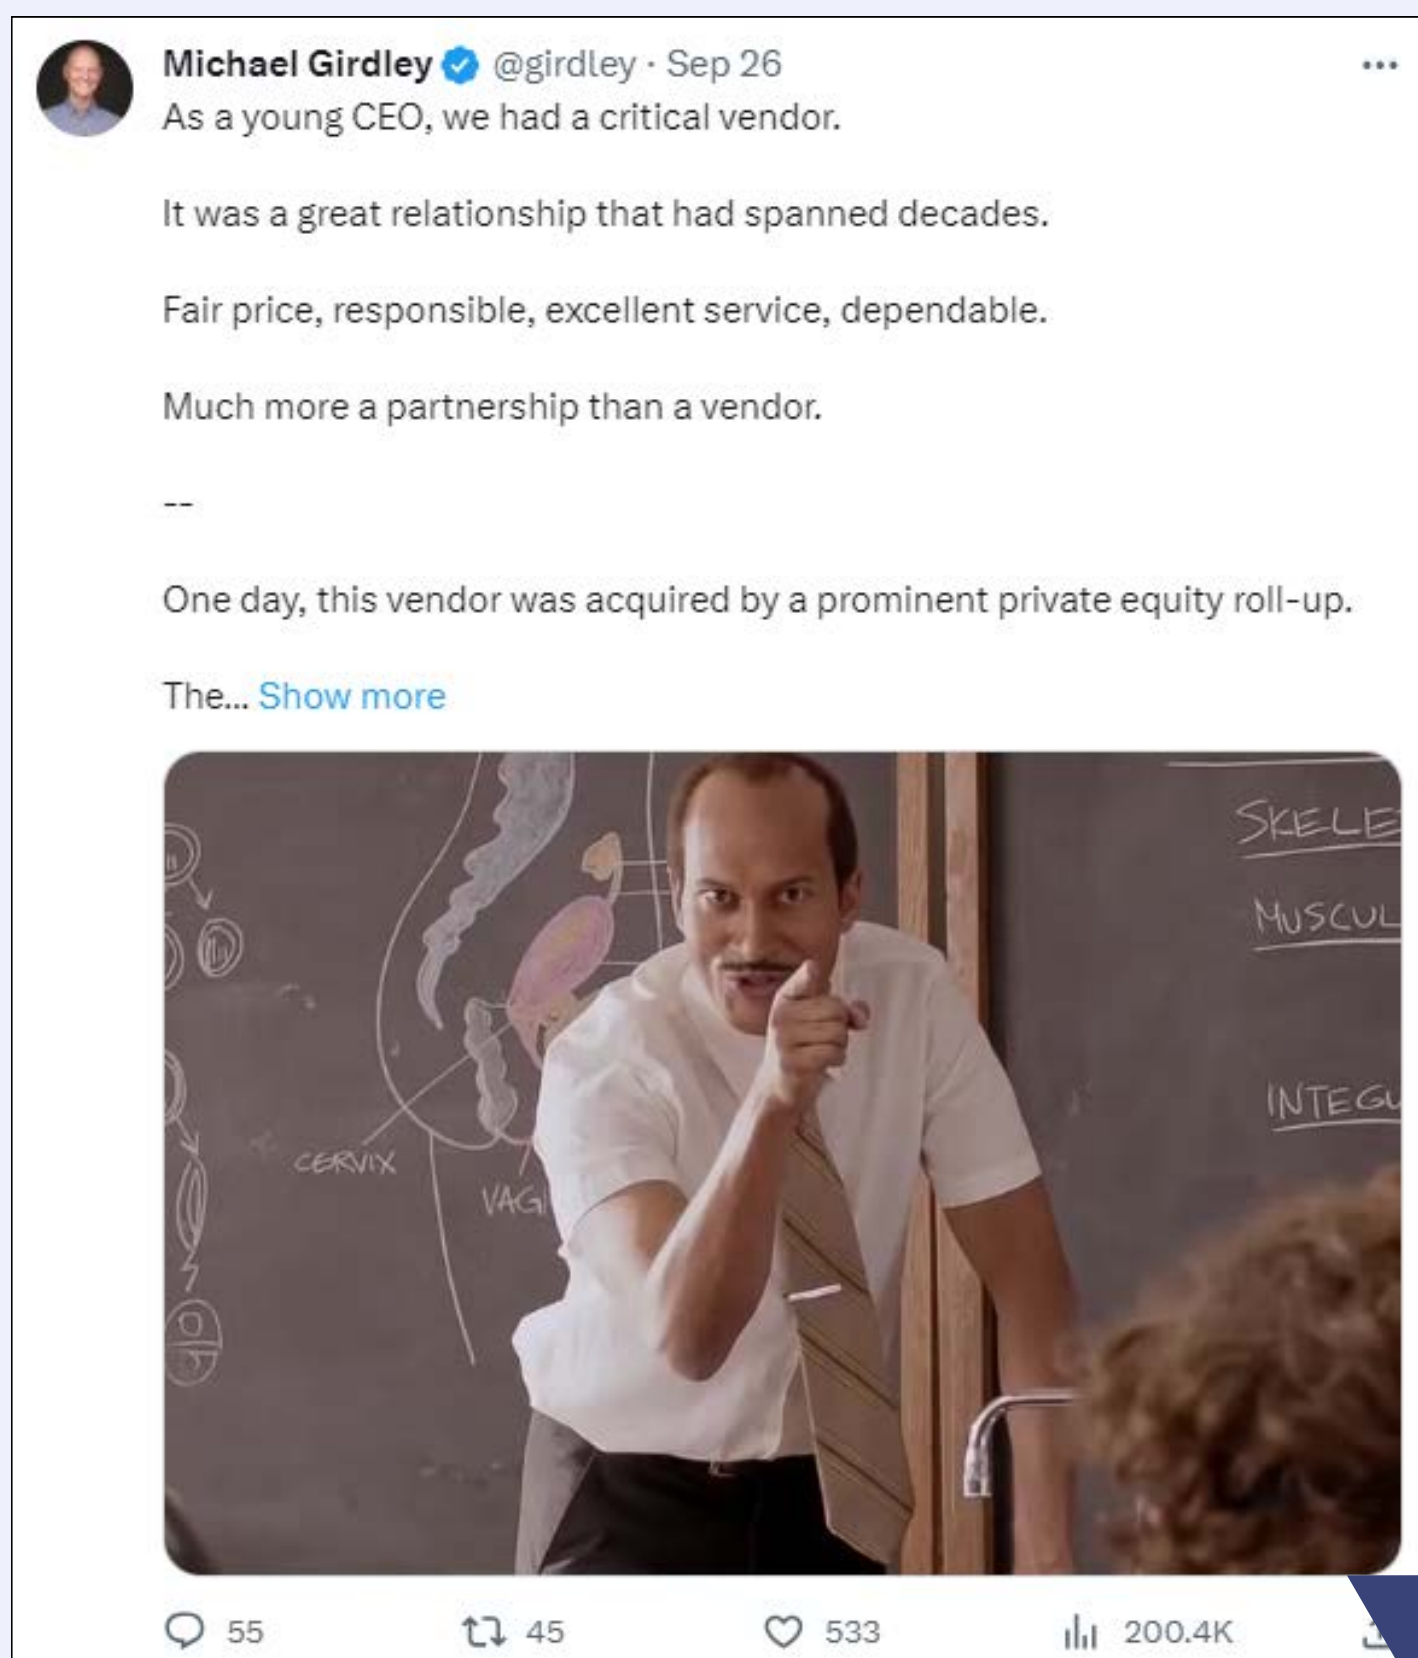 Michael Girdley @girdley · Sep 26
As a young CEO, we had a critical vendor.
It was a great relationship that had spanned decades.
Fair price, responsible, excellent service, dependable.
Much more a partnership than a vendor.
--
One day, this vendor was acquired by a prominent private equity roll-up.
The... Show more
SKELE
MUSCUL
INTEGU
CERVIX
VAGI
55 45 533 200.4K